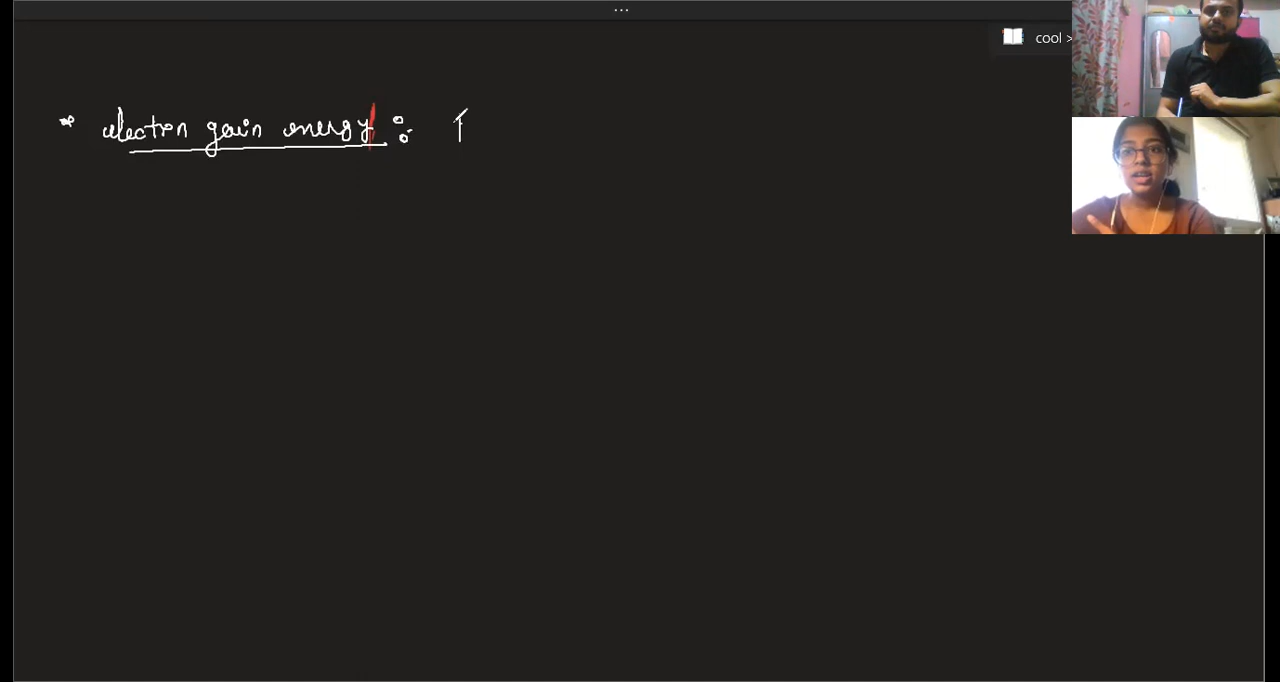 ...
cool >
* electron gain energy :